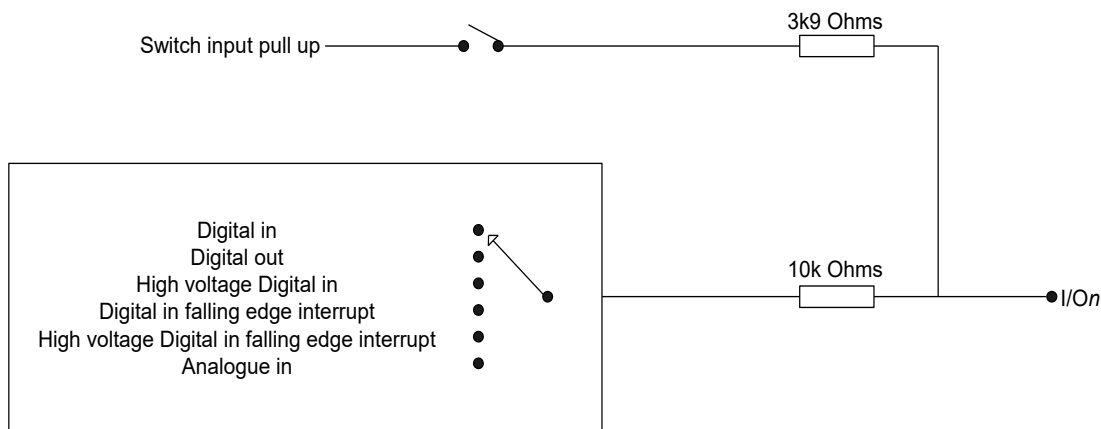 3k9 Ohms
Switch input pull up
Digital in
Digital out
High voltage Digital in
Digital in falling edge interrupt
High voltage Digital in falling edge interrupt
Analogue in
10k Ohms
I/On